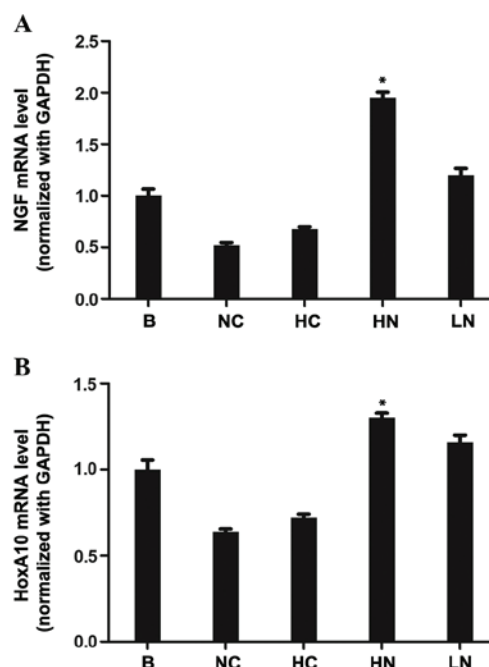 A
NGF mRNA level
(normalized with GAPDH)
2.5
2.0
1.5
1.0
0.5
0.0
*
B NC HC HN LN
B
HoxA10 mRNA level
(normalized with GAPDH)
1.5
1.0
0.5
0.0
*
B NC HC HN LN